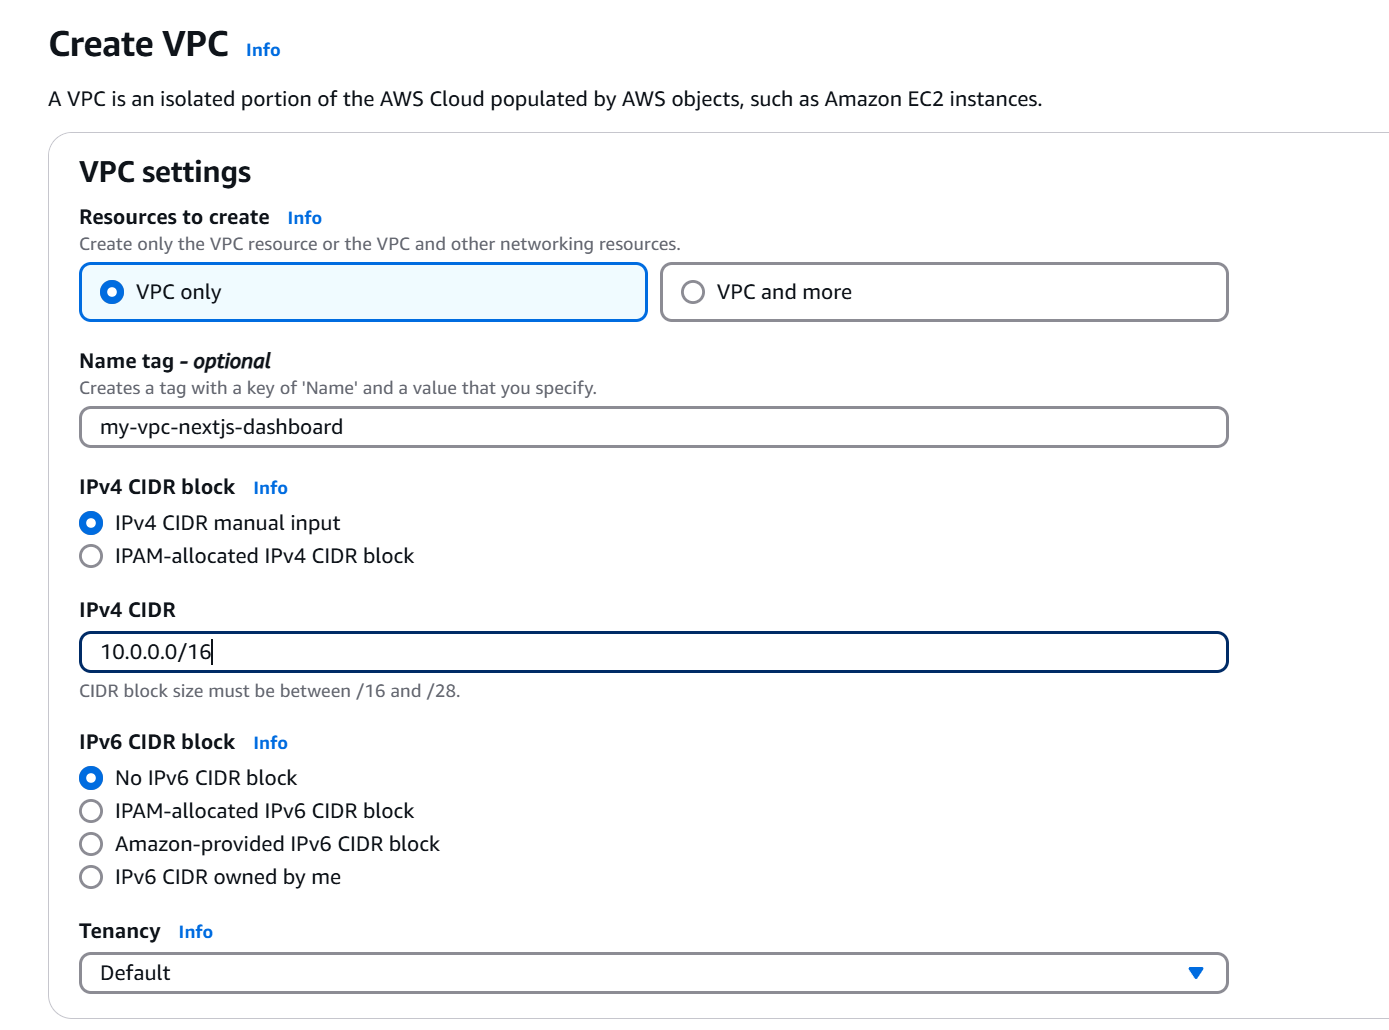 Create VPC Info
A VPC is an isolated portion of the AWS Cloud populated by AWS objects, such as Amazon EC2 instances.
VPC settings
Resources to create Info
Create only the VPC resource or the VPC and other networking resources.
VPC only VPC and more
Name tag - optional
Creates a tag with a key of 'Name' and a value that you specify.
my-vpc-nextjs-dashboard
IPv4 CIDR block Info
IPv4 CIDR manual input
IPAM-allocated IPv4 CIDR block
IPv4 CIDR
10.0.0.0/16
CIDR block size must be between /16 and /28.
IPv6 CIDR block Info
No IPv6 CIDR block
IPAM-allocated IPv6 CIDR block
Amazon-provided IPv6 CIDR block
IPv6 CIDR owned by me
Tenancy Info
Default